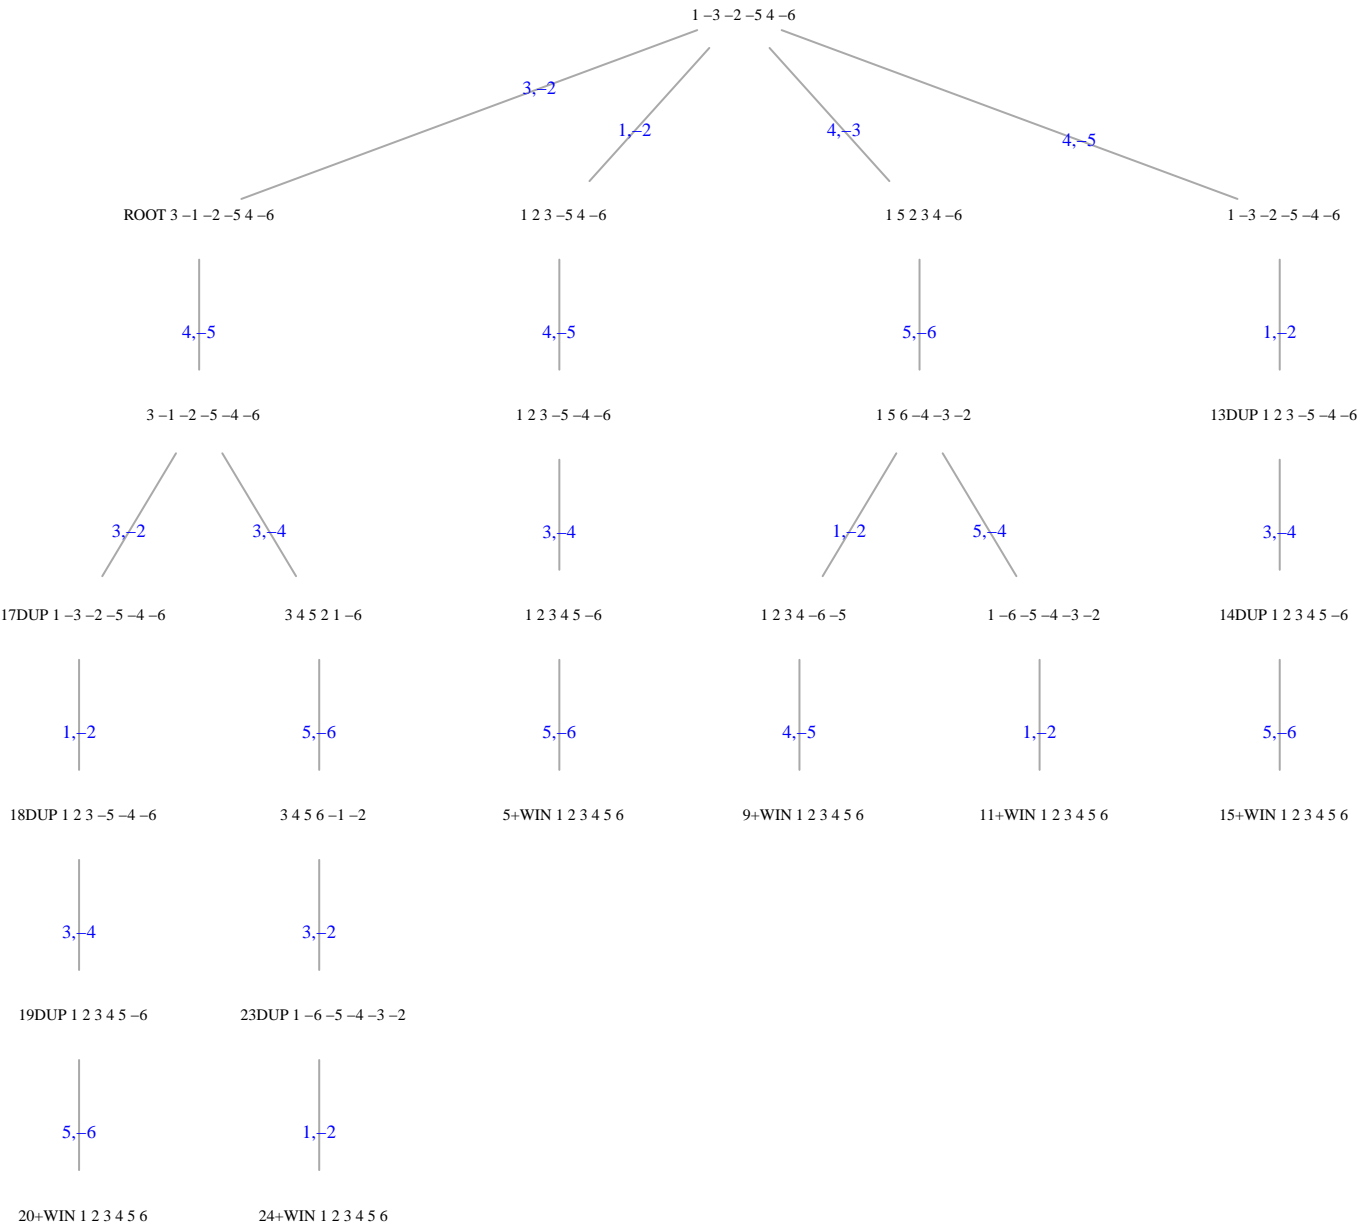 1 –3 –2 –5 4 –6
3,–2
1,–2
4,–3
4,–5
ROOT 3 –1 –2 –5 4 –6
1 2 3 –5 4 –6
1 5 2 3 4 –6
1 –3 –2 –5 –4 –6
4,–5
4,–5
5,–6
1,–2
3 –1 –2 –5 –4 –6
1 2 3 –5 –4 –6
1 5 6 –4 –3 –2
13DUP 1 2 3 –5 –4 –6
3,–2
3,–4
3,–4
1,–2
5,–4
3,–4
17DUP 1 –3 –2 –5 –4 –6
3 4 5 2 1 –6
1 2 3 4 5 –6
1 2 3 4 –6 –5
1 –6 –5 –4 –3 –2
14DUP 1 2 3 4 5 –6
1,–2
5,–6
5,–6
4,–5
1,–2
5,–6
18DUP 1 2 3 –5 –4 –6
3 4 5 6 –1 –2
5+WIN 1 2 3 4 5 6
9+WIN 1 2 3 4 5 6
11+WIN 1 2 3 4 5 6
15+WIN 1 2 3 4 5 6
3,–4
3,–2
19DUP 1 2 3 4 5 –6
23DUP 1 –6 –5 –4 –3 –2
5,–6
1,–2
20+WIN 1 2 3 4 5 6
24+WIN 1 2 3 4 5 6